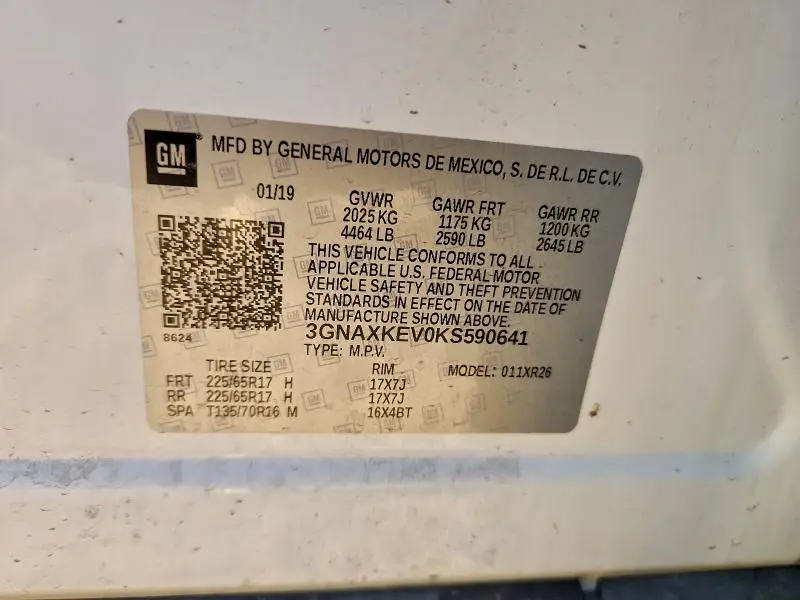 GM® MFD BY GENERAL MOTORS DE MEXICO, S. DE R.L. DE C.V.
01/19 GVWR GAWR FRT GAWR RR
2025 KG 1175 KG 1200 KG
4464 LB 2590 LB 2645 LB
THIS VEHICLE CONFORMS TO ALL
APPLICABLE U.S. FEDERAL MOTOR
VEHICLE SAFETY AND THEFT PREVENTION
STANDARDS IN EFFECT ON THE DATE OF
MANUFACTURE SHOWN ABOVE.
8624 3GNAXKEV0KS590641
TYPE: M.P.V.
TIRE SIZE RIM MODEL: 011XR26
FRT 225/65R17 H 17X7J
RR 225/65R17 H 17X7J
SPA T135/70R16 M 16X4BT